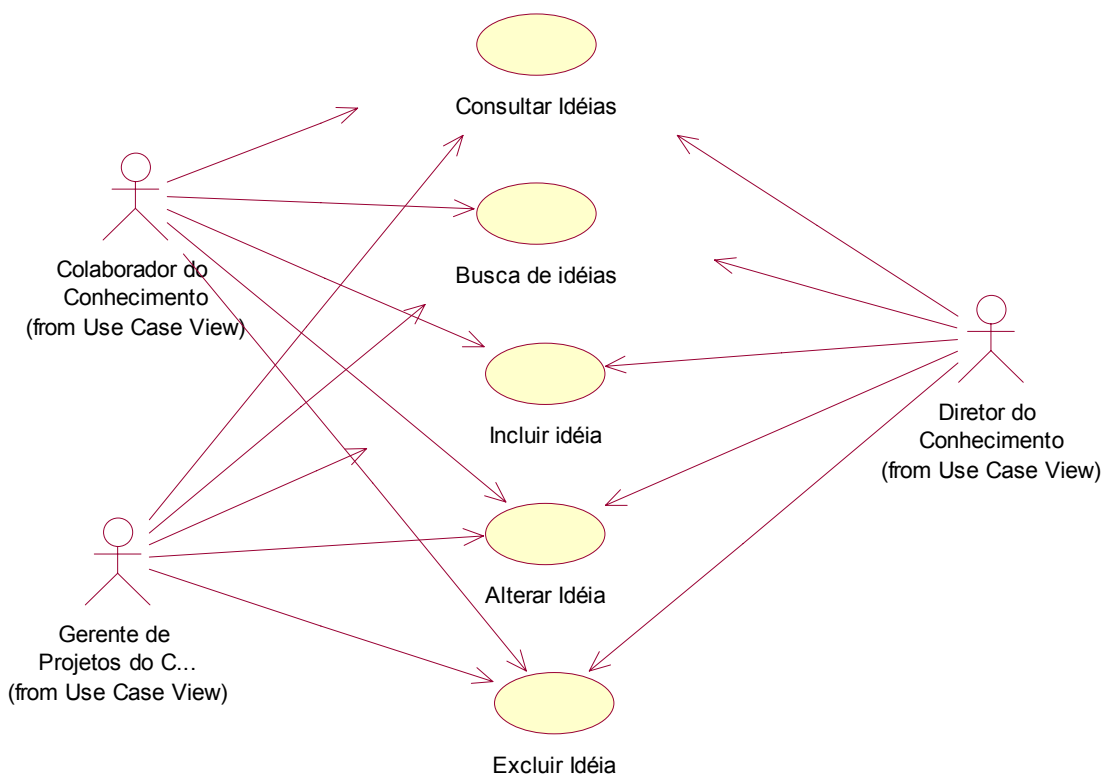 Consultar Idéias
Colaborador do
Conhecimento
(from Use Case View)
Busca de idéias
Incluir idéia
Diretor do
Conhecimento
(from Use Case View)
Alterar Idéia
Gerente de
Projetos do C...
(from Use Case View)
Excluir Idéia